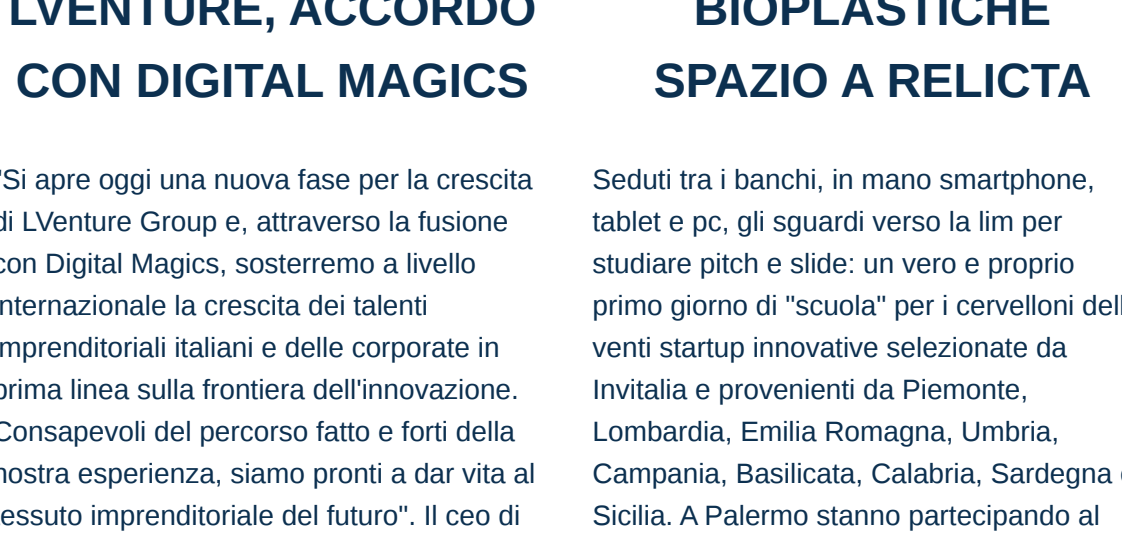 LVENTURE, ACCORDO
CON DIGITAL MAGICS
"Si apre oggi una nuova fase per la crescita
di LVenture Group e, attraverso la fusione
con Digital Magics, sosterremo a livello
internazionale la crescita dei talenti
imprenditoriali italiani e delle corporate in
prima linea sulla frontiera dell'innovazione.
Consapevoli del percorso fatto e forti della
nostra esperienza, siamo pronti a dar vita al
tessuto imprenditoriale del futuro". Il ceo di
BIOPLASTICHE
SPAZIO A RELICTA
Seduti tra i banchi, in mano smartphone,
tablet e pc, gli sguardi verso la lim per
studiare pitch e slide: un vero e proprio
primo giorno di "scuola" per i cervelloni dell
venti startup innovative selezionate da
Invitalia e provenienti da Piemonte,
Lombardia, Emilia Romagna, Umbria,
Campania, Basilicata, Calabria, Sardegna e
Sicilia. A Palermo stanno partecipando al